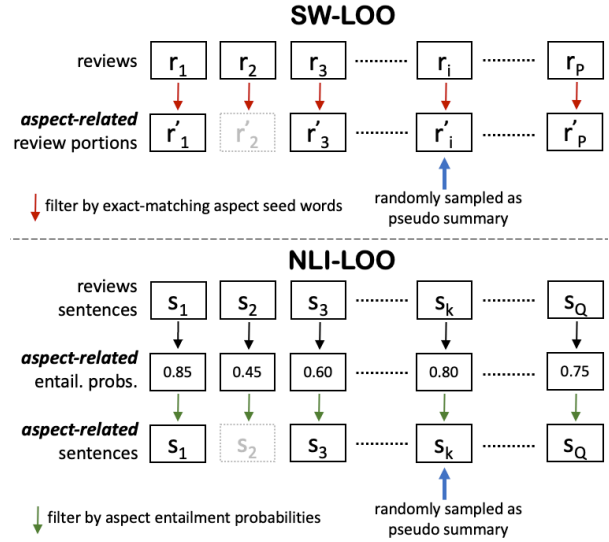 SW-LOO
reviews r1 r2 r3 ........... ri ........... rP
aspect-related
review portions r′1 r′2 r′3 ........... r′i ........... r′P
filter by exact-matching aspect seed words
randomly sampled as
pseudo summary
NLI-LOO
reviews
sentences s1 s2 s3 ........... sk ........... sQ
aspect-related
entail. probs. 0.85 0.45 0.60 ........... 0.80 ........... 0.75
aspect-related
sentences s1 s2 s3 ........... sk ........... sQ
filter by aspect entailment probabilities
randomly sampled as
pseudo summary